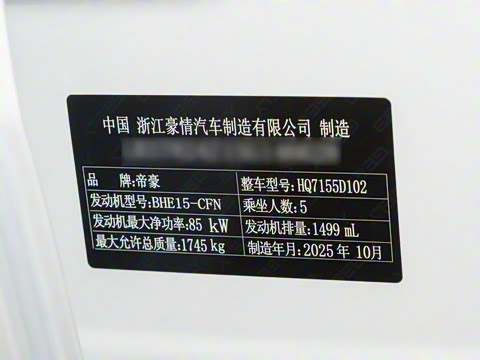 中国 浙江豪情汽车制造有限公司 制造
品 牌:帝豪 整车型号:HQ7155D102
发动机型号:BHE15-CFN 乘坐人数:5
发动机最大净功率:85 kW 发动机排量:1499 mL
最大允许总质量:1745 kg 制造年月:2025 年 10月